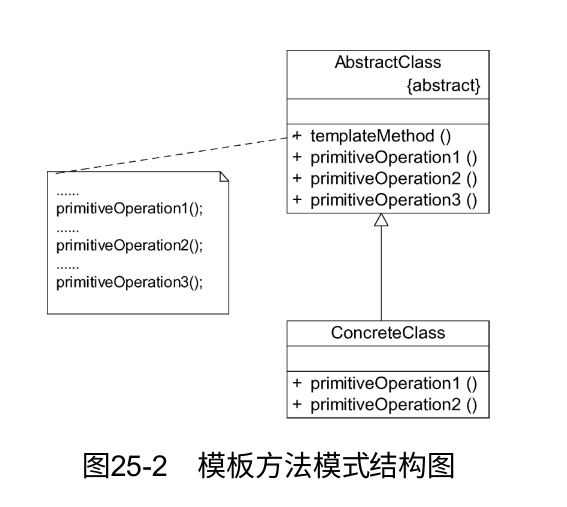 AbstractClass
{abstract}
+ templateMethod ()
+ primitiveOperation1 ()
+ primitiveOperation2 ()
+ primitiveOperation3 ()
......
primitiveOperation1();
......
primitiveOperation2();
......
primitiveOperation3();
ConcreteClass
+ primitiveOperation1 ()
+ primitiveOperation2 ()
图25-2 模板方法模式结构图